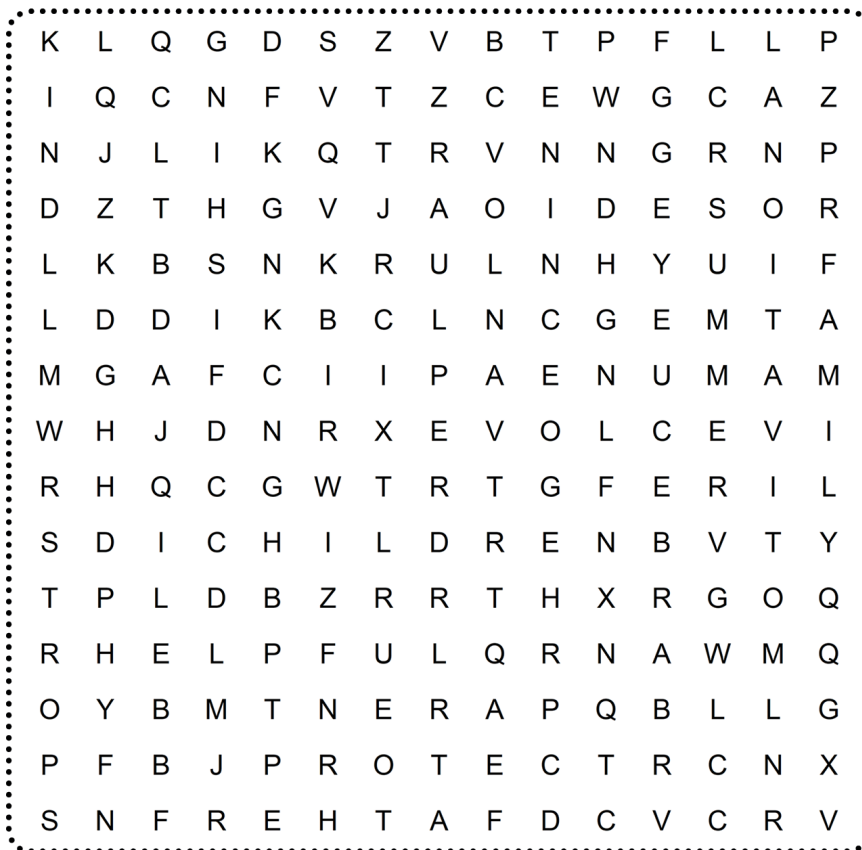 K L Q G D S Z V B T P F L L P
I Q C N F V T Z C E W G C A Z
N J L I K Q T R V N N G R N P
D Z T H G V J A O I D E S O R
L K B S N K R U L N H Y U I F
L D D I K B C L N C G E M T A
M G A F C I I P A E N U M A M
W H J D N R X E V O L C E V I
R H Q C G W T R T G F E R I L
S D I C H I L D R E N B V T Y
T P L D B Z R R T H X R G O Q
R H E L P F U L Q R N A W M Q
O Y B M T N E R A P Q B L L G
P F B J P R O T E C T R C N X
S N F R E H T A F D C V C R V